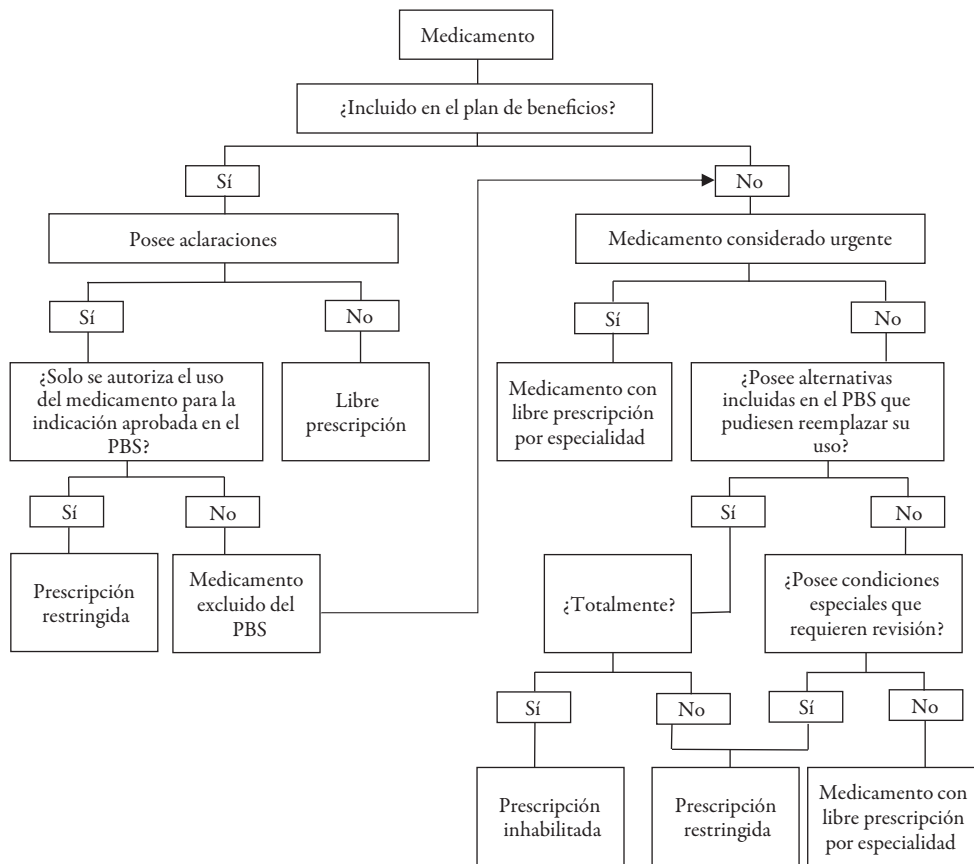 Medicamento
¿Incluido en el plan de beneficios?
Sí
No
Posee aclaraciones
Medicamento considerado urgente
Sí
No
Sí
No
¿Solo se autoriza el uso
del medicamento para la
indicación aprobada en el
PBS?
Libre
prescripción
Medicamento con
libre prescripción
por especialidad
¿Posee alternativas
incluidas en el PBS que
pudiesen reemplazar su
uso?
Sí
No
Sí
No
Prescripción
restringida
Medicamento
excluido del
PBS
¿Totalmente?
¿Posee condiciones
especiales que
requieren revisión?
Sí
No
Sí
No
Prescripción
inhabilitada
Prescripción
restringida
Medicamento con
libre prescripción
por especialidad